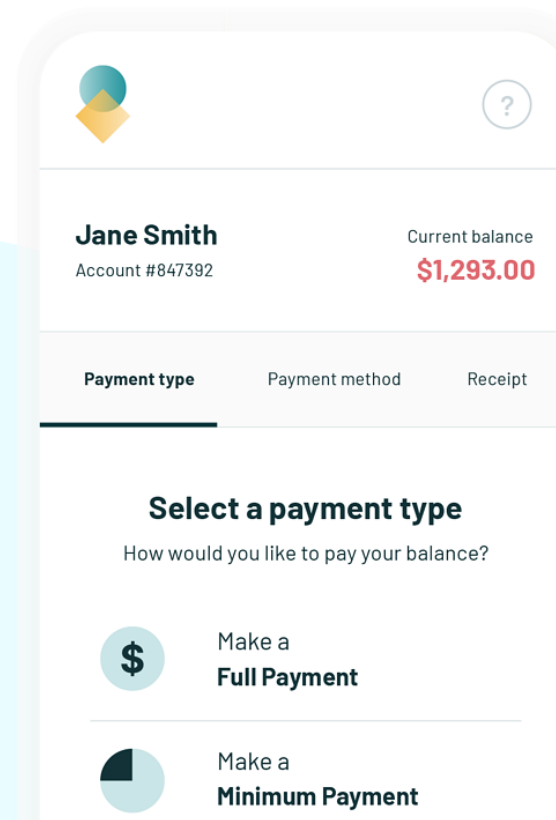 ?
Jane Smith
Account #847392
Current balance
$1,293.00
Payment type
Payment method
Receipt
Select a payment type
How would you like to pay your balance?
$
Make a
Full Payment
Make a
Minimum Payment